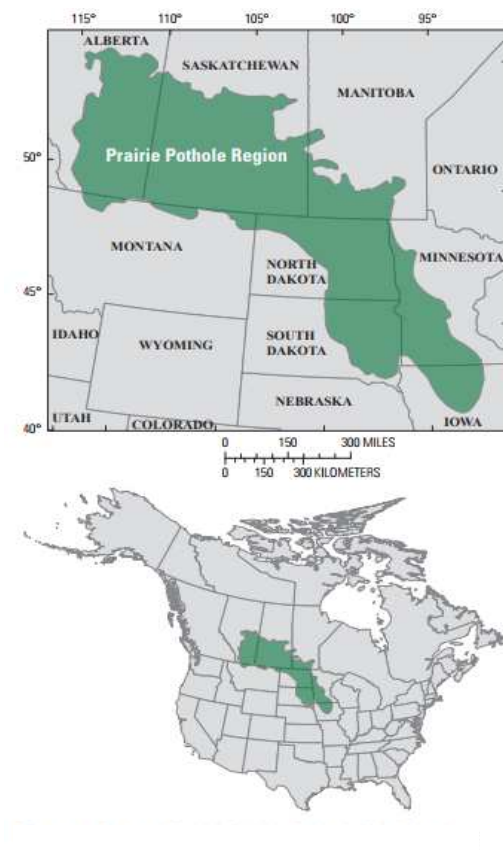 115° 110° 105° 100° 95°
ALBERTA
SASKATCHEWAN
MANITOBA
50°
Prairie Pothole Region
ONTARIO
MONTANA
NORTH
DAKOTA
MINNESOTA
45°
IDAHO
WYOMING
SOUTH
DAKOTA
NEBRASKA
IOWA
UTAH
COLORADO
40°
0 150 300 MILES
0 150 300 KILOMETERS